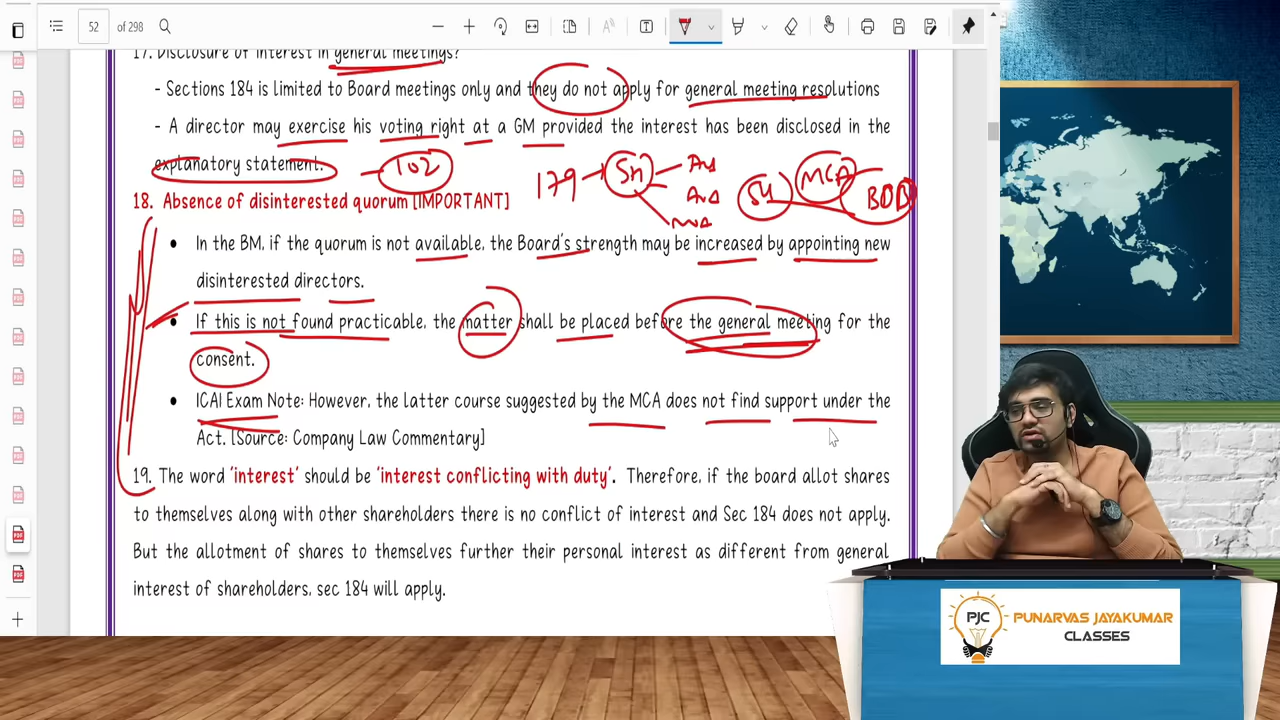 52 of 298
17. Disclosure of interest in general meetings?
- Sections 184 is limited to Board meetings only and they do not apply for general meeting resolutions
- A director may exercise his voting right at a GM provided the interest has been disclosed in the
explanatory statement.
102
179
SH
MCA
BOD
18. Absence of disinterested quorum [IMPORTANT]
• In the BM, if the quorum is not available, the Board's strength may be increased by appointing new
disinterested directors.
• If this is not found practicable, the matter shall be placed before the general meeting for the
consent.
• ICAI Exam Note: However, the latter course suggested by the MCA does not find support under the
Act. [Source: Company Law Commentary]
19. The word 'interest' should be 'interest conflicting with duty'. Therefore, if the board allot shares
to themselves along with other shareholders there is no conflict of interest and Sec 184 does not apply.
But the allotment of shares to themselves further their personal interest as different from general
interest of shareholders, sec 184 will apply.
PJC
PUNARVAS JAYAKUMAR
CLASSES